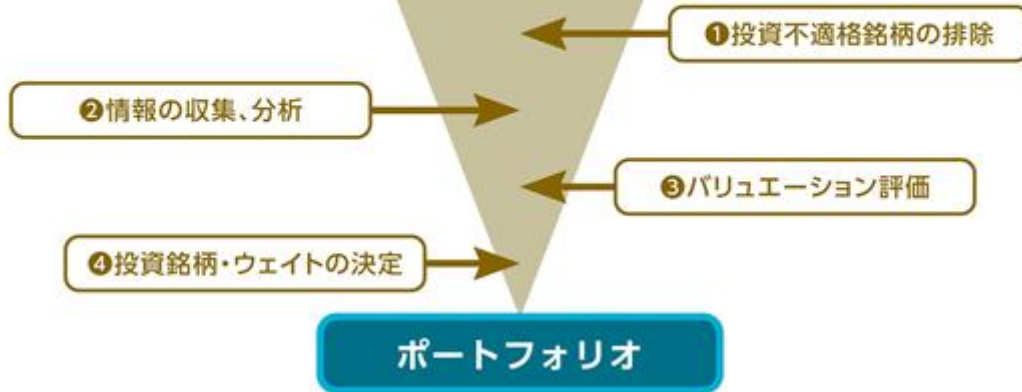 ❶投資不適格銘柄の排除
❷情報の収集、分析
❸バリュエーション評価
❹投資銘柄・ウェイトの決定
ポートフォリオ